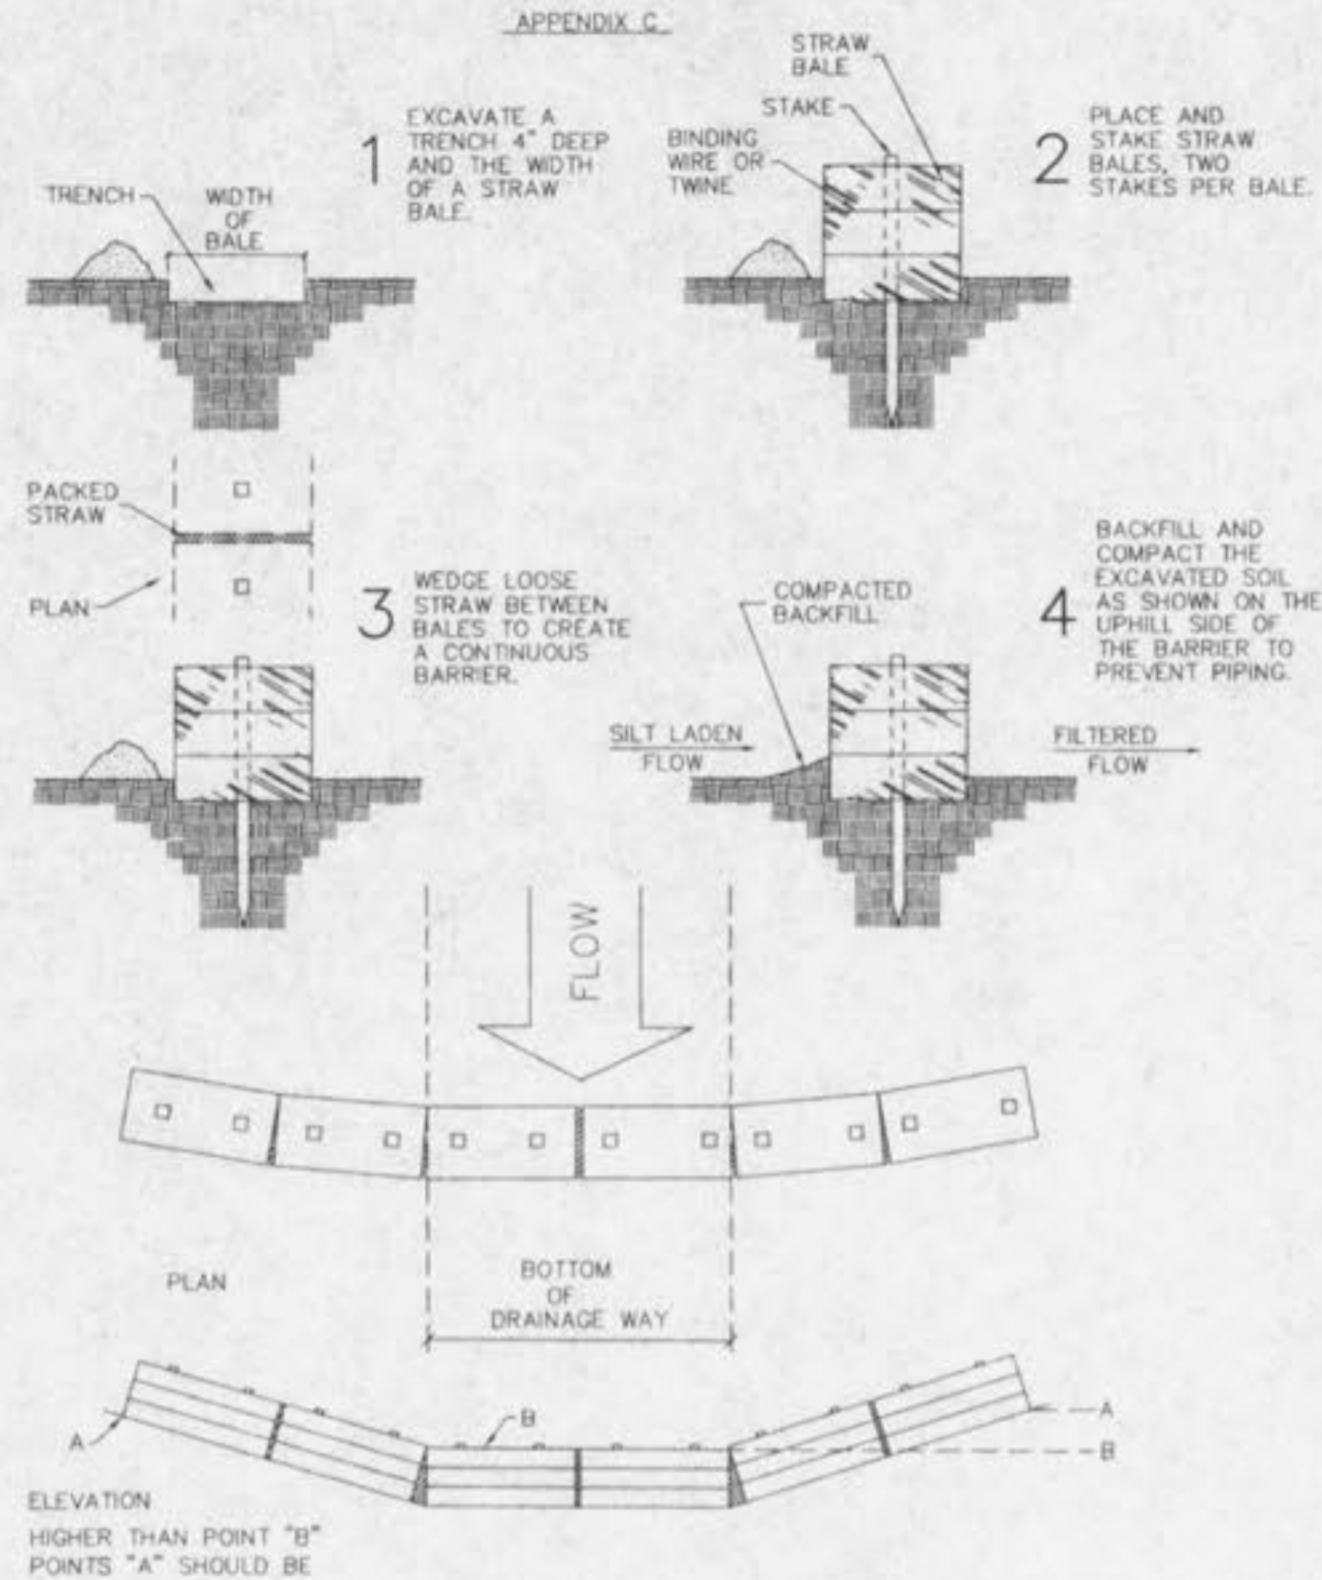 APPENDIX C
1
EXCAVATE A
TRENCH 4" DEEP
AND THE WIDTH
OF A STRAW
BALE.
TRENCH
WIDTH
OF
BALE
STRAW
BALE
STAKE
BINDING
WIRE OR
TWINE
2
PLACE AND
STAKE STRAW
BALES, TWO
STAKES PER BALE.
PACKED
STRAW
PLAN
3
WEDGE LOOSE
STRAW BETWEEN
BALES TO CREATE
A CONTINUOUS
BARRIER.
COMPACTED
BACKFILL
4
BACKFILL AND
COMPACT THE
EXCAVATED SOIL
AS SHOWN ON THE
UPHILL SIDE OF
THE BARRIER TO
PREVENT PIPING.
SILT LADEN
FLOW
FILTERED
FLOW
FLOW
PLAN
BOTTOM
OF
DRAINAGE WAY
A
B
A
B
ELEVATION
HIGHER THAN POINT "B"
POINTS "A" SHOULD BE